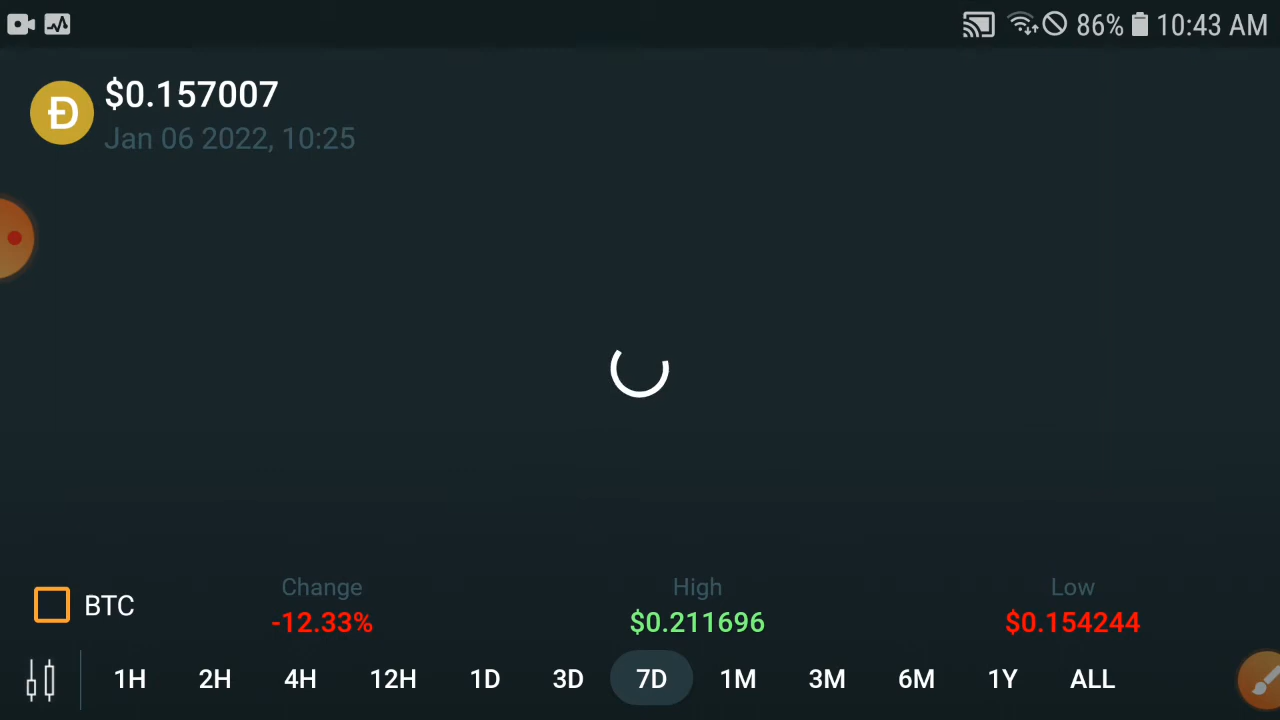 86% 10:43 AM
$0.157007
Jan 06 2022, 10:25
BTC
Change High Low
-12.33% $0.211696 $0.154244
1H 2H 4H 12H 1D 3D 7D 1M 3M 6M 1Y ALL